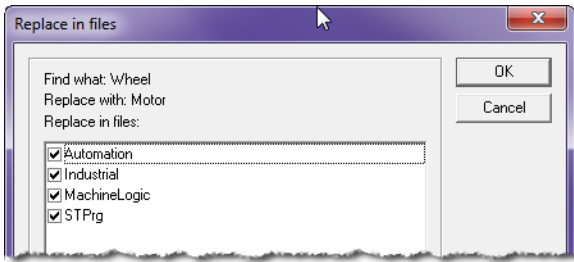 Replace in files
Find what: Wheel
Replace with: Motor
Replace in files:
Automation
Industrial
MachineLogic
STPrg
OK
Cancel